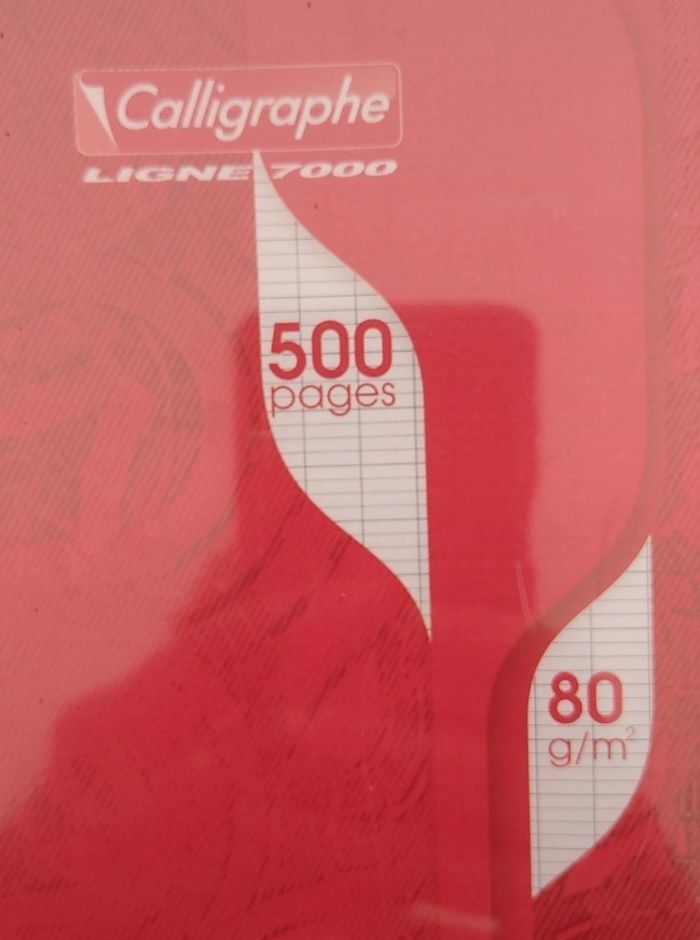 Calligraphe
LIGNE 7000
500
pages
80
g/m²